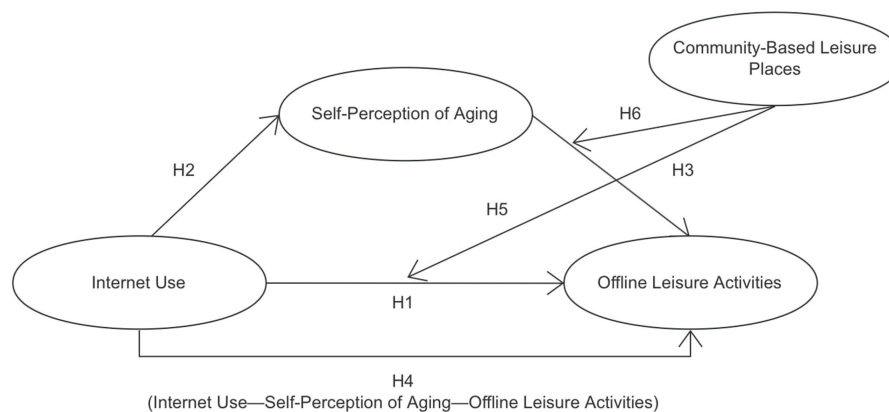 Community-Based Leisure
Places
Self-Perception of Aging
H6
H2
H3
H5
Internet Use
Offline Leisure Activities
H1
H4
(Internet Use—Self-Perception of Aging—Offline Leisure Activities)